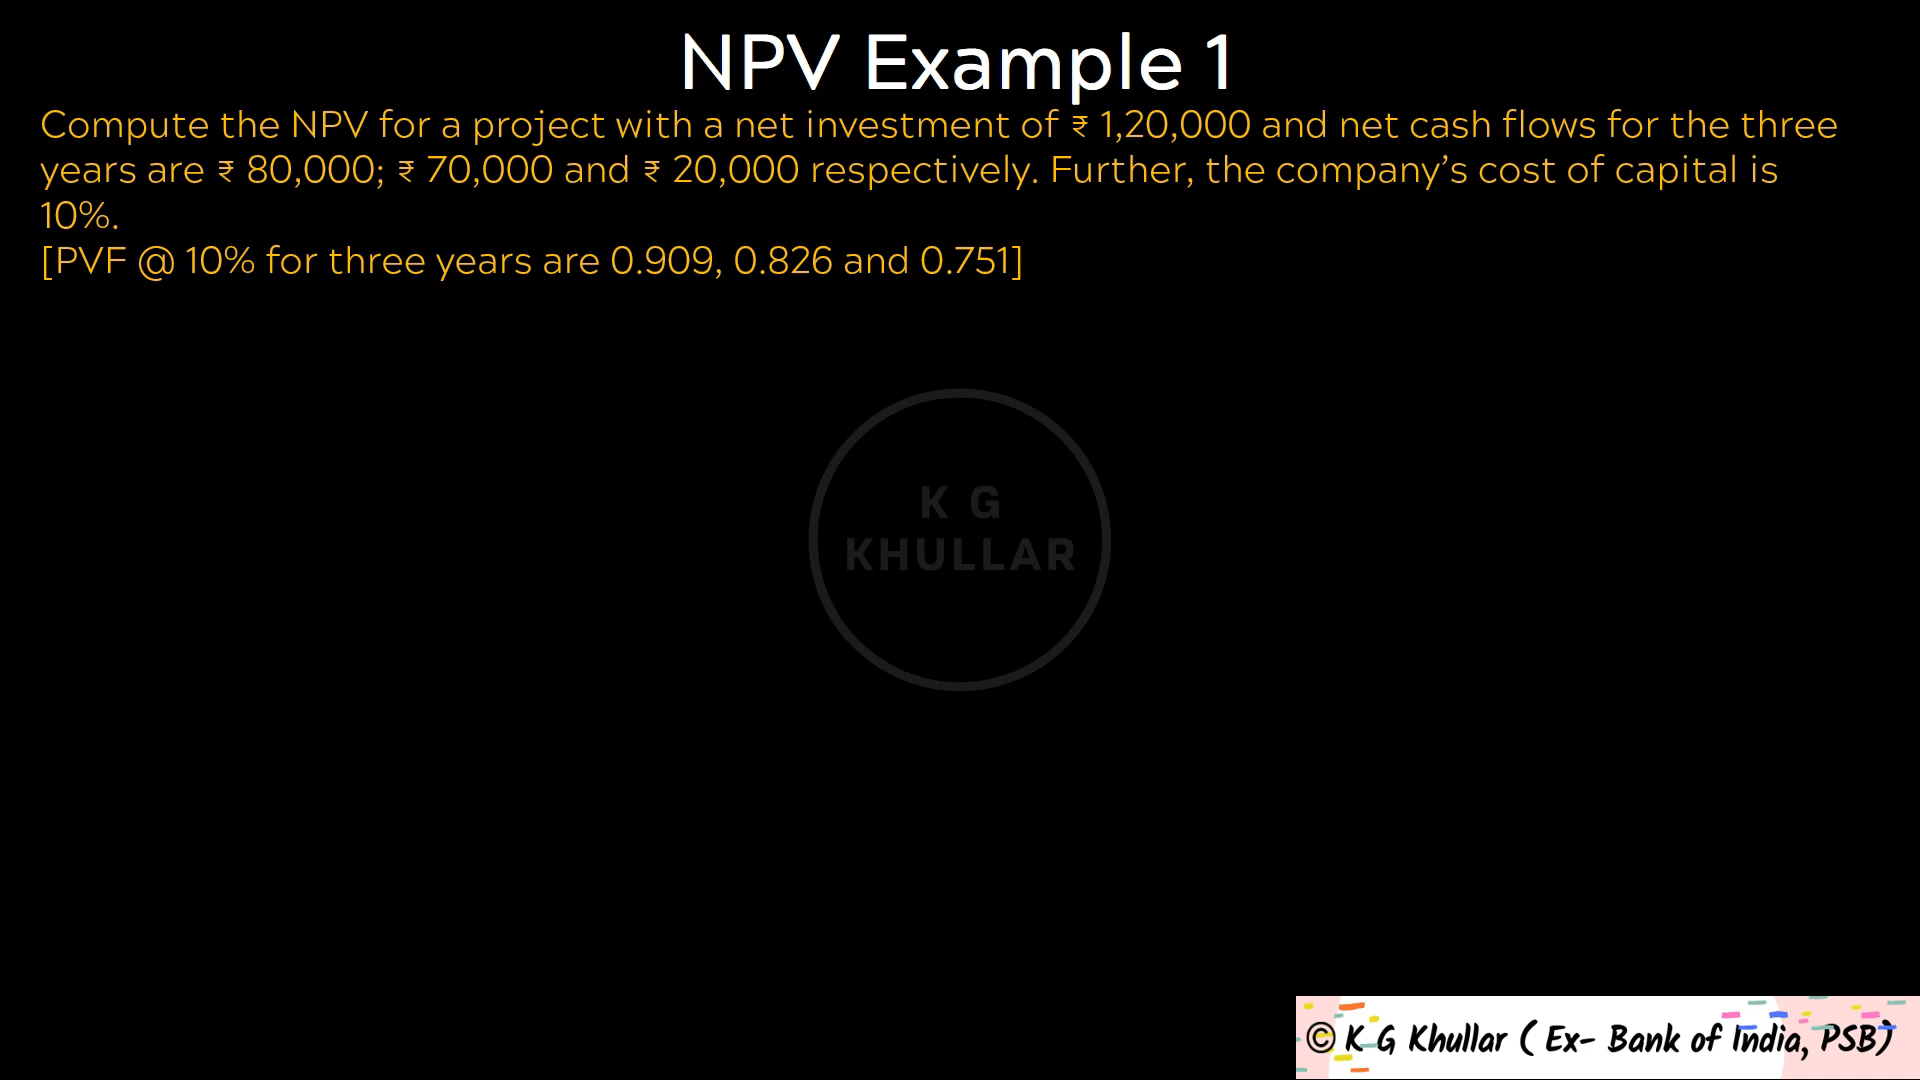 NPV Example 1
Compute the NPV for a project with a net investment of ₹ 1,20,000 and net cash flows for the three
years are ₹ 80,000; ₹ 70,000 and ₹ 20,000 respectively. Further, the company’s cost of capital is
10%.
[PVF @ 10% for three years are 0.909, 0.826 and 0.751]
K G
KHULLAR
© K G Khullar ( Ex- Bank of India, PSB)